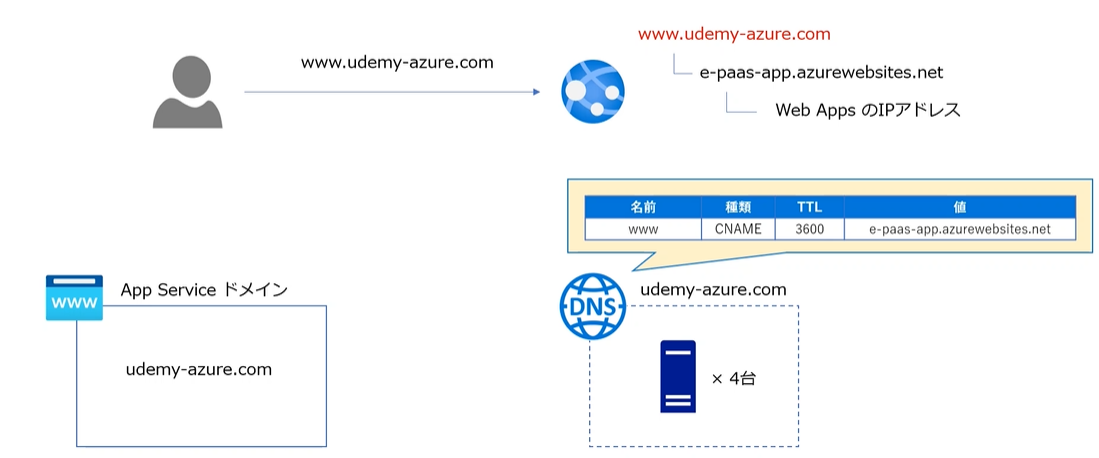 www.udemy-azure.com
www.udemy-azure.com
e-paas-app.azurewebsites.net
Web Apps のIPアドレス
名前 種類 TTL 値
www CNAME 3600 e-paas-app.azurewebsites.net
www
App Service ドメイン
udemy-azure.com
DNS
udemy-azure.com
× 4台